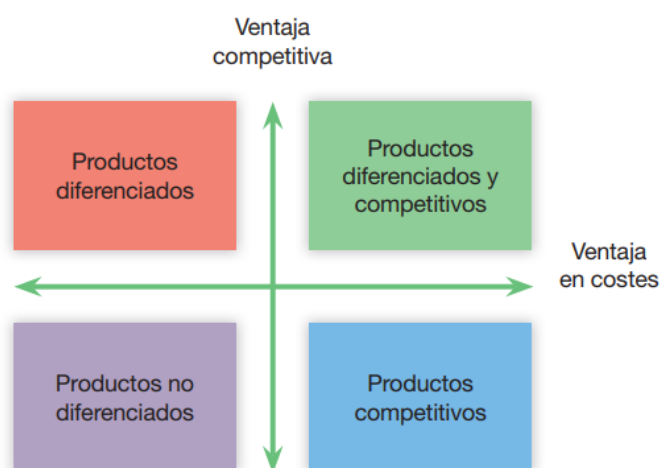 Ventaja
competitiva
Productos
diferenciados
Productos
diferenciados y
competitivos
Ventaja
en costes
Productos no
diferenciados
Productos
competitivos